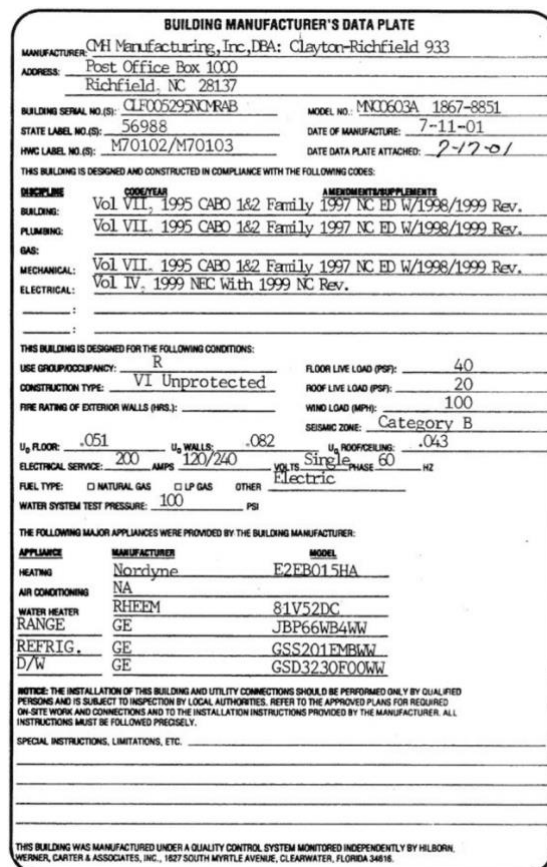 BUILDING MANUFACTURER'S DATA PLATE
MANUFACTURER: CMH Manufacturing,Inc,DBA: Clayton-Richfield 933
ADDRESS: Post Office Box 1000
Richfield, NC 28137
BUILDING SERIAL NO.(S): CLF005295NCMRAB MODEL NO.: MNC0603A 1867-8851
STATE LABEL NO.(S): 56988 DATE OF MANUFACTURE: 7-11-01
HWC LABEL NO.(S): M70102/M70103 DATE DATA PLATE ATTACHED: 7-17-01
THIS BUILDING IS DESIGNED AND CONSTRUCTED IN COMPLIANCE WITH THE FOLLOWING CODES:
DISCIPLINE CODE/YEAR AMENDMENTS/SUPPLEMENTS
BUILDING: Vol VII. 1995 CABO 1&2 Family 1997 NC ED W/1998/1999 Rev.
PLUMBING: Vol VII. 1995 CABO 1&2 Family 1997 NC ED W/1998/1999 Rev.
GAS:
MECHANICAL: Vol VII. 1995 CABO 1&2 Family 1997 NC ED W/1998/1999 Rev.
ELECTRICAL: Vol IV. 1999 NEC With 1999 NC Rev.
:
:
THIS BUILDING IS DESIGNED FOR THE FOLLOWING CONDITIONS:
USE GROUP/OCCUPANCY: R FLOOR LIVE LOAD (PSF): 40
CONSTRUCTION TYPE: VI Unprotected ROOF LIVE LOAD (PSF): 20
FIRE RATING OF EXTERIOR WALLS (HRS.): WIND LOAD (MPH): 100
SEISMIC ZONE: Category B
Uo FLOOR: .051 Uo WALLS: .082 Uo ROOF/CEILING: .043
ELECTRICAL SERVICE: 200 AMPS 120/240 VOLTS Single PHASE 60 HZ
FUEL TYPE: □ NATURAL GAS □ LP GAS OTHER Electric
WATER SYSTEM TEST PRESSURE: 100 PSI
THE FOLLOWING MAJOR APPLIANCES WERE PROVIDED BY THE BUILDING MANUFACTURER:
APPLIANCE MANUFACTURER MODEL
HEATING Nordyne E2EB015HA
AIR CONDITIONING NA
WATER HEATER RHEEM 81V52DC
RANGE GE JBP66WB4WW
REFRIG. GE GSS201EMBWW
D/W GE GSD3230F00WW
NOTICE: THE INSTALLATION OF THIS BUILDING AND UTILITY CONNECTIONS SHOULD BE PERFORMED ONLY BY QUALIFIED
PERSONS AND IS SUBJECT TO INSPECTION BY LOCAL AUTHORITIES. REFER TO THE APPROVED PLANS FOR REQUIRED
ON-SITE WORK AND CONNECTIONS AND TO THE INSTALLATION INSTRUCTIONS PROVIDED BY THE MANUFACTURER. ALL
INSTRUCTIONS MUST BE FOLLOWED PRECISELY.
SPECIAL INSTRUCTIONS, LIMITATIONS, ETC.
THIS BUILDING WAS MANUFACTURED UNDER A QUALITY CONTROL SYSTEM MONITORED INDEPENDENTLY BY HILBORN,
WERNER, CARTER & ASSOCIATES, INC., 1627 SOUTH MYRTLE AVENUE, CLEARWATER, FLORIDA 34616.